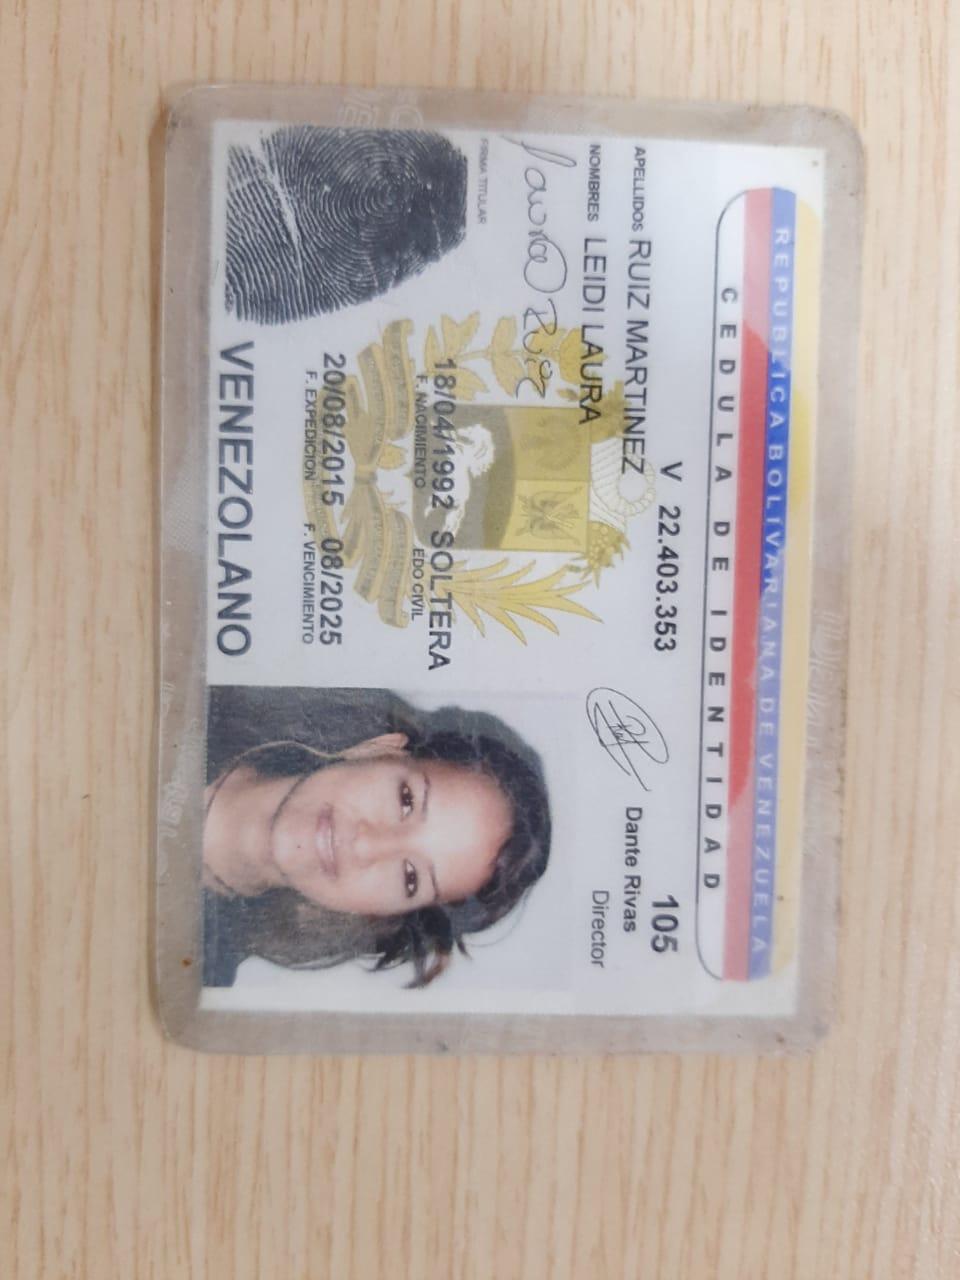 REPUBLICA BOLIVARIANA DE VENEZUELA
CEDULA DE IDENTIDAD
V 22.403.353
105
APELLIDOS RUIZ MARTINEZ
Dante Rivas
NOMBRES LEIDI LAURA
Director
Laura Ruiz
FIRMA TITULAR
18/04/1992 SOLTERA
F. NACIMIENTO EDO CIVIL
20/08/2015 08/2025
F. EXPEDICION F. VENCIMIENTO
VENEZOLANO